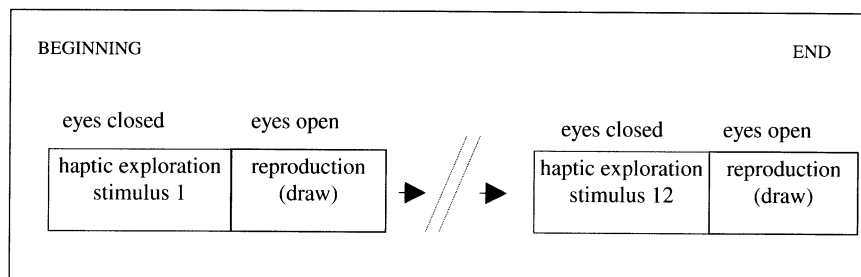 BEGINNING END
eyes closed eyes open eyes closed eyes open
haptic exploration reproduction haptic exploration reproduction
stimulus 1 (draw) stimulus 12 (draw)